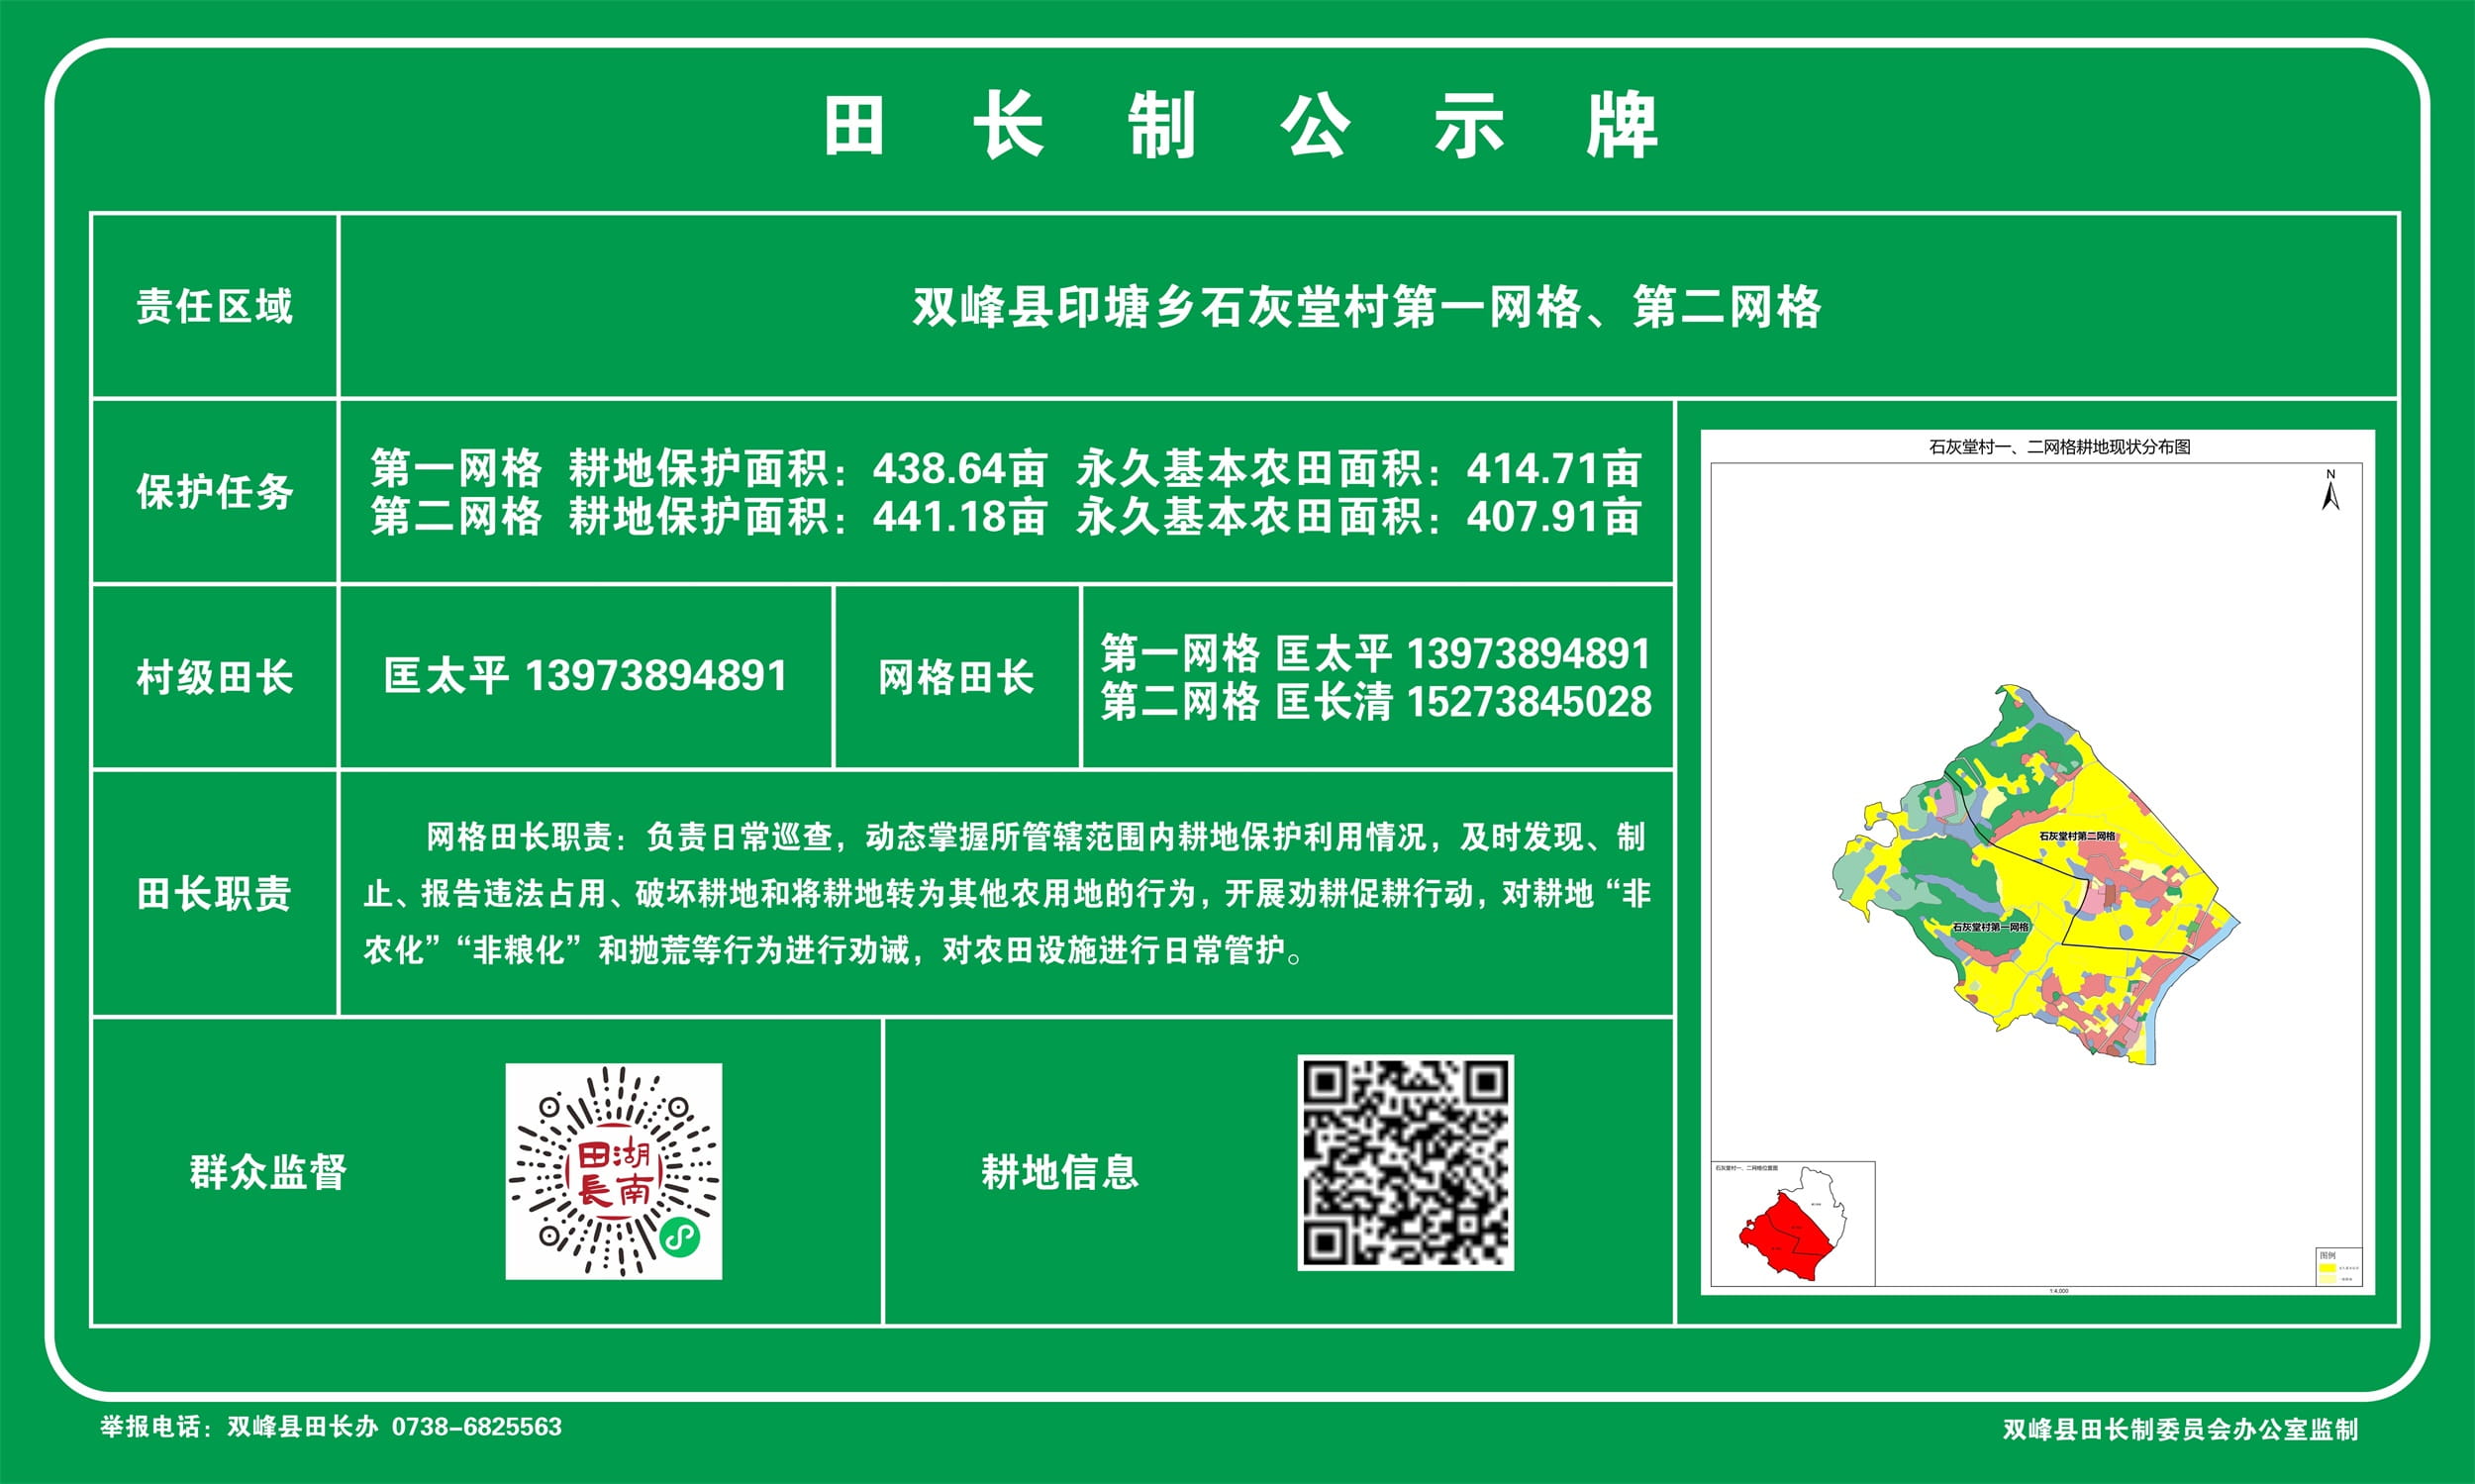 田长制公示牌
责任区域
双峰县印塘乡石灰堂村第一网格、第二网格
保护任务
第一网格 耕地保护面积：438.64亩 永久基本农田面积：414.71亩
第二网格 耕地保护面积：441.18亩 永久基本农田面积：407.91亩
村级田长
匡太平 13973894891
网格田长
第一网格 匡太平 13973894891
第二网格 匡长清 15273845028
田长职责
网格田长职责：负责日常巡查，动态掌握所管辖范围内耕地保护利用情况，及时发现、制
止、报告违法占用、破坏耕地和将耕地转为其他农用地的行为，开展劝耕促耕行动，对耕地“非
农化”“非粮化”和抛荒等行为进行劝诫，对农田设施进行日常管护。
群众监督
湖南
田長
耕地信息
石灰堂村一、二网格耕地现状分布图
N
石灰堂村第二网格
石灰堂村第一网格
石灰堂村一、二网格位置图
图例
1:4,000
举报电话：双峰县田长办 0738-6825563
双峰县田长制委员会办公室监制